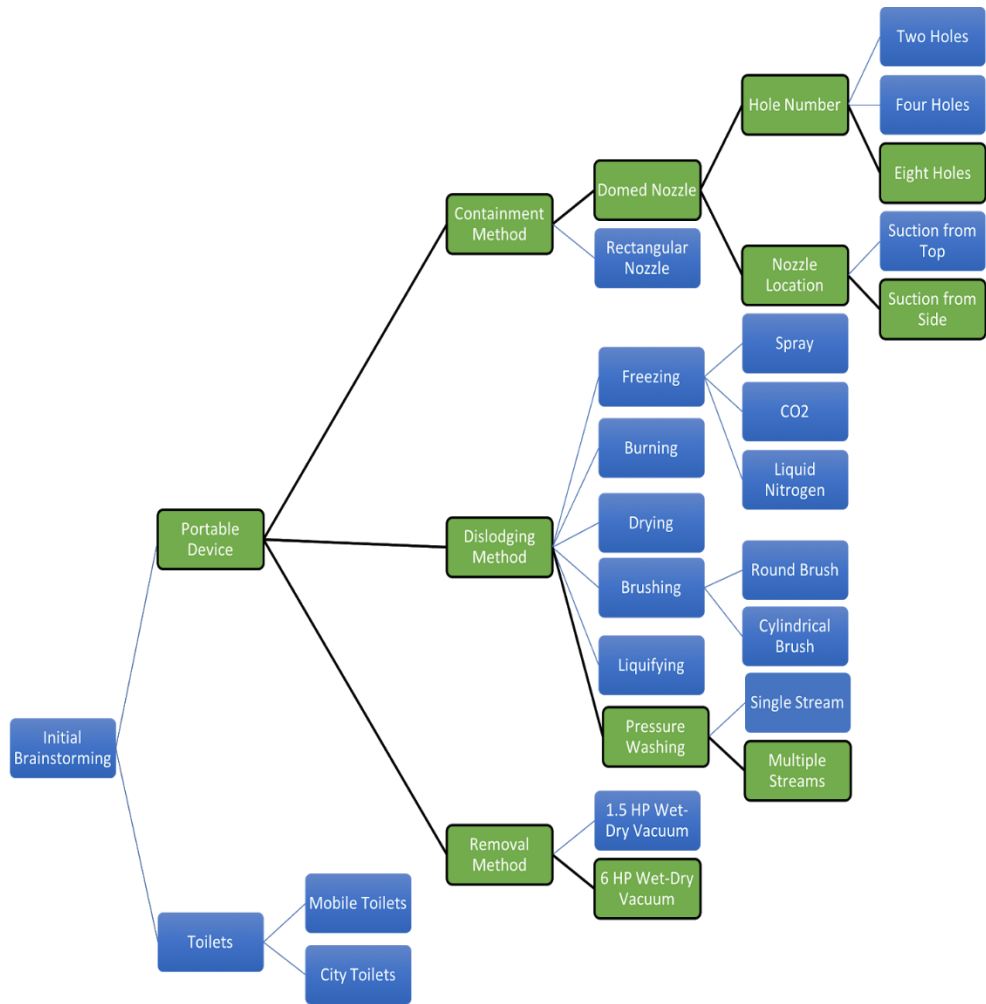 Initial
Brainstorming
Portable
Device
Toilets
Mobile Toilets
City Toilets
Containment
Method
Dislodging
Method
Removal
Method
Domed Nozzle
Rectangular
Nozzle
Hole Number
Two Holes
Four Holes
Eight Holes
Nozzle
Location
Suction from
Top
Suction from
Side
Freezing
Spray
CO2
Liquid
Nitrogen
Burning
Drying
Brushing
Round Brush
Cylindrical
Brush
Liquifying
Pressure
Washing
Single Stream
Multiple
Streams
1.5 HP Wet-
Dry Vacuum
6 HP Wet-Dry
Vacuum